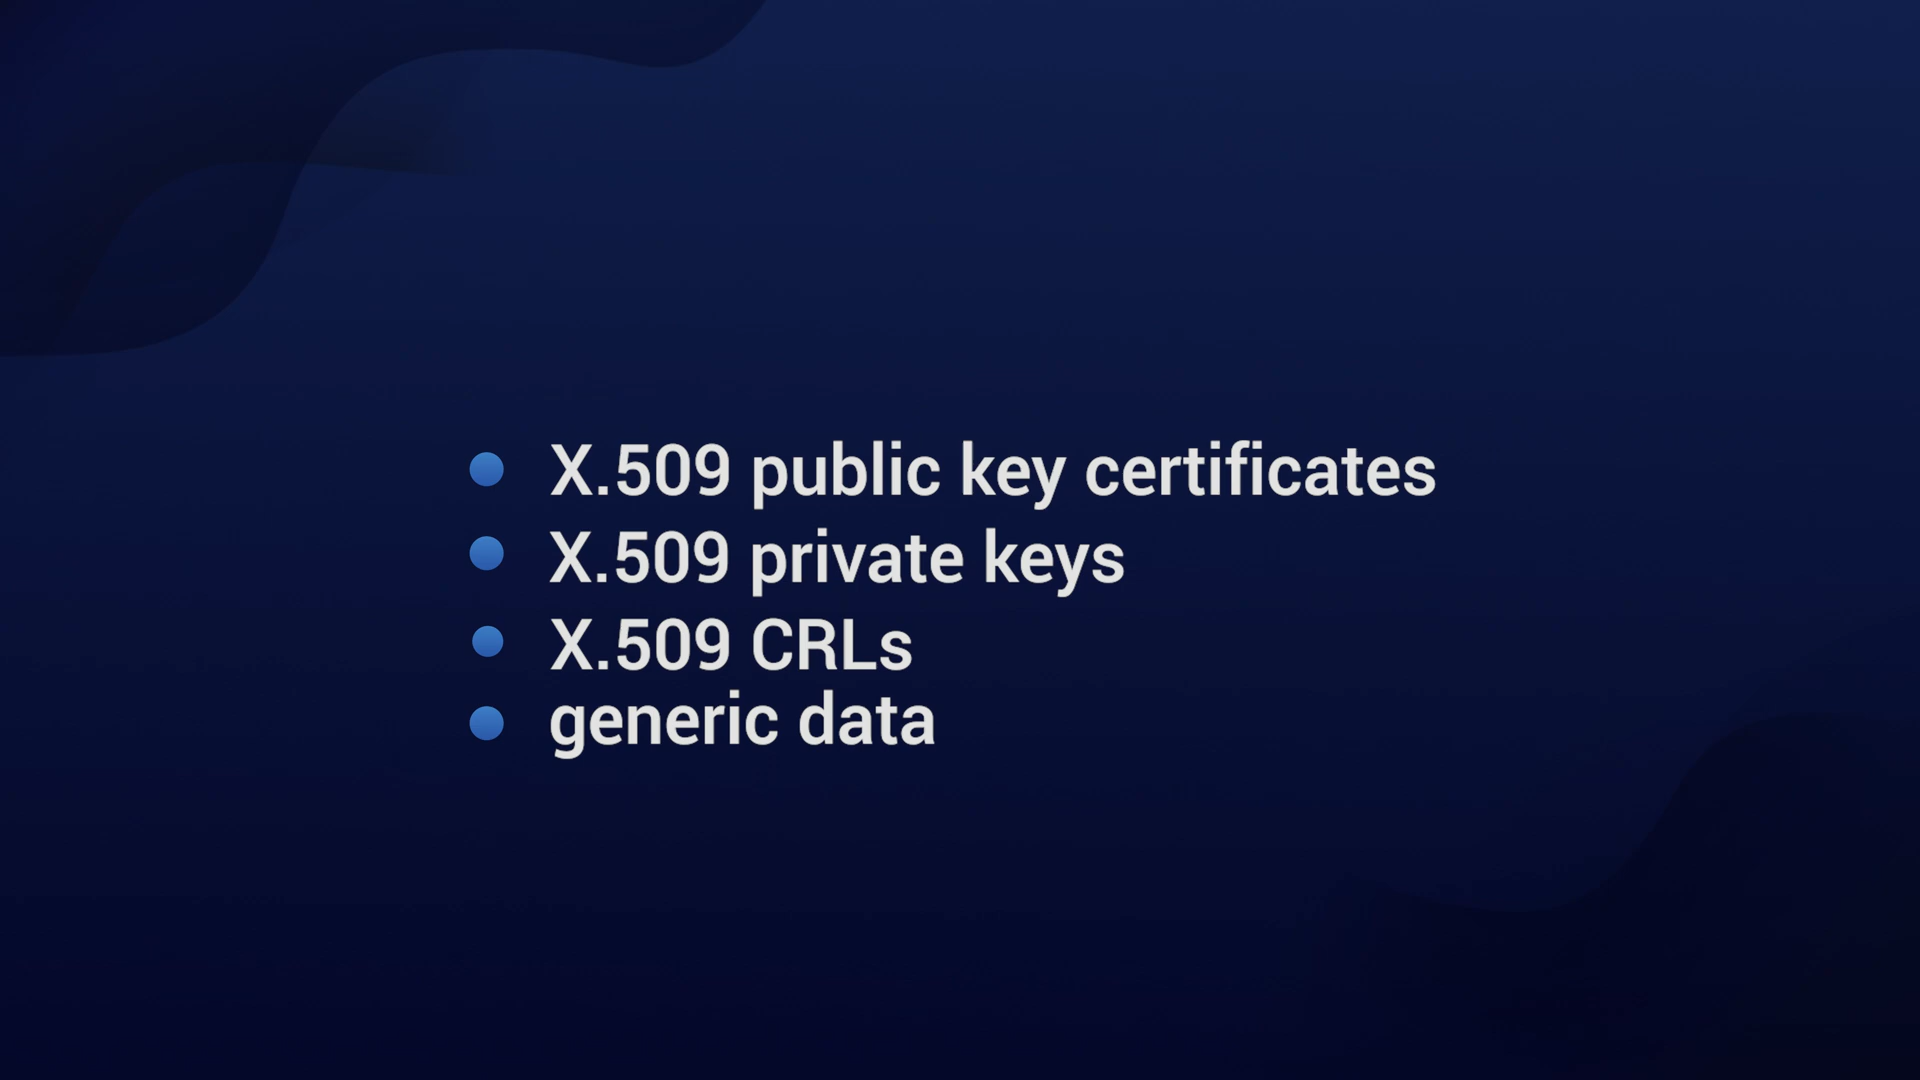 X.509 public key certificates
X.509 private keys
X.509 CRLs
generic data